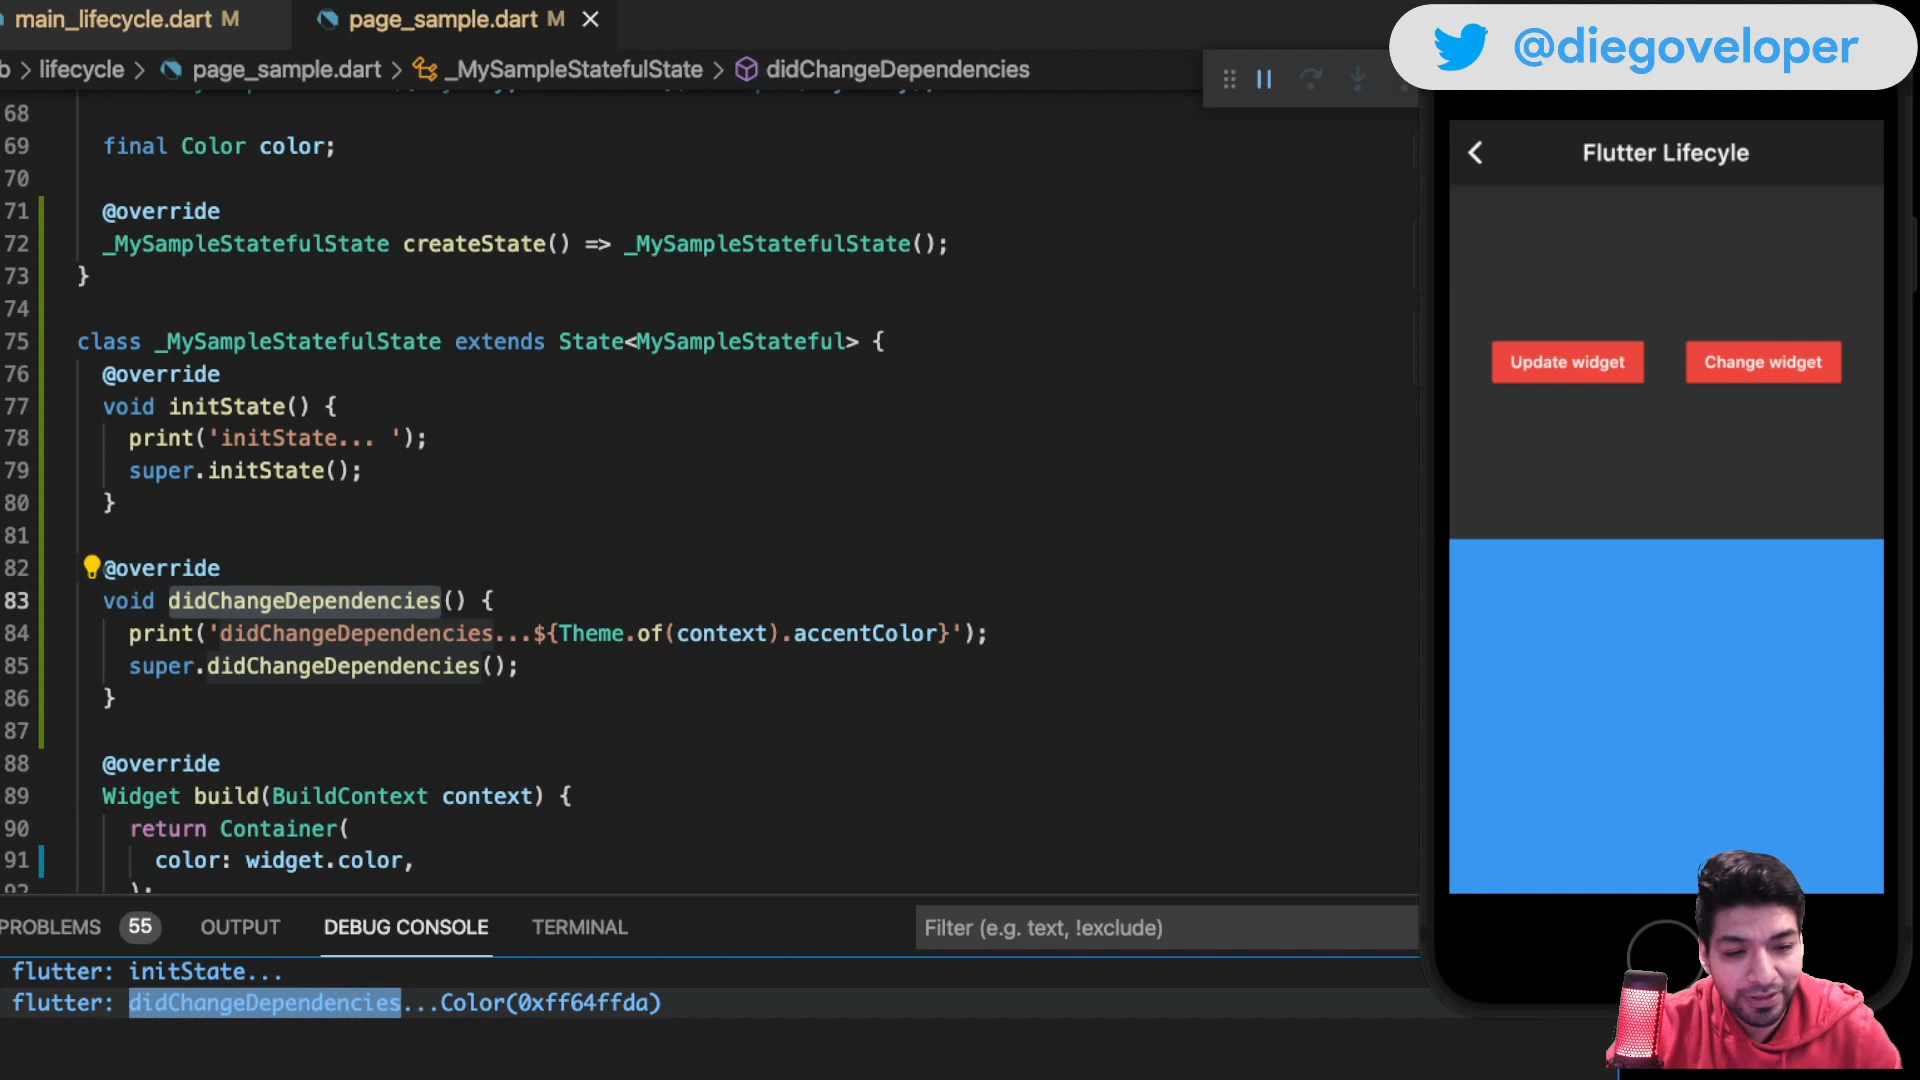 main_lifecycle.dart M
page_sample.dart M
@diegoveloper
b > lifecycle > page_sample.dart > _MySampleStatefulState > didChangeDependencies
68
69 final Color color;
70
71 @override
72 _MySampleStatefulState createState() => _MySampleStatefulState();
73 }
74
75 class _MySampleStatefulState extends State<MySampleStateful> {
76 @override
77 void initState() {
78 print('initState... ');
79 super.initState();
80 }
81
82 @override
83 void didChangeDependencies() {
84 print('didChangeDependencies...${Theme.of(context).accentColor}');
85 super.didChangeDependencies();
86 }
87
88 @override
89 Widget build(BuildContext context) {
90 return Container(
91 color: widget.color,
92 );
PROBLEMS 55 OUTPUT DEBUG CONSOLE TERMINAL Filter (e.g. text, !exclude)
flutter: initState...
flutter: didChangeDependencies...Color(0xff64ffda)
Flutter Lifecyle
Update widget Change widget